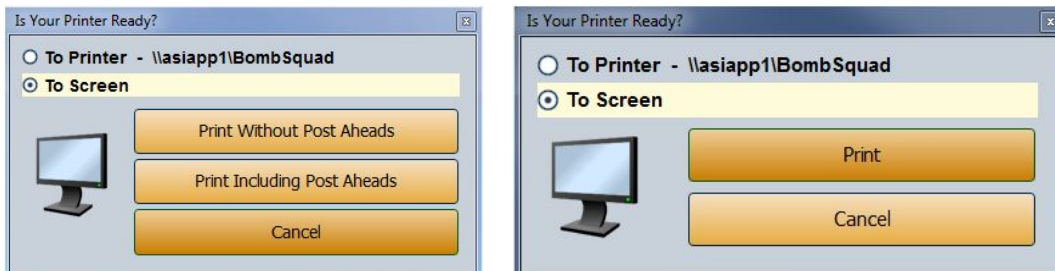 Is Your Printer Ready?
To Printer - \\asiapp1\BombSquad
To Screen
Print Without Post Aheads
Print Including Post Aheads
Cancel
Is Your Printer Ready?
To Printer - \\asiapp1\BombSquad
To Screen
Print
Cancel